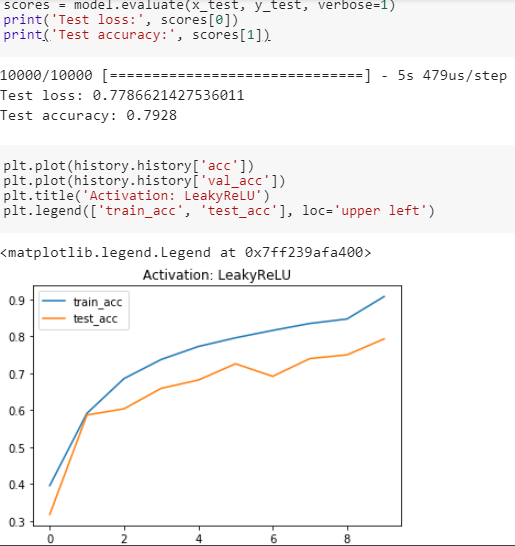 scores = model.evaluate(x_test, y_test, verbose=1)
print('Test loss:', scores[0])
print('Test accuracy:', scores[1])
10000/10000 [==============================] - 5s 479us/step
Test loss: 0.7786621427536011
Test accuracy: 0.7928
plt.plot(history.history['acc'])
plt.plot(history.history['val_acc'])
plt.title('Activation: LeakyReLU')
plt.legend(['train_acc', 'test_acc'], loc='upper left')
<matplotlib.legend.Legend at 0x7ff239afa400>
Activation: LeakyReLU
train_acc
test_acc
0.9
0.8
0.7
0.6
0.5
0.4
0.3
0 2 4 6 8